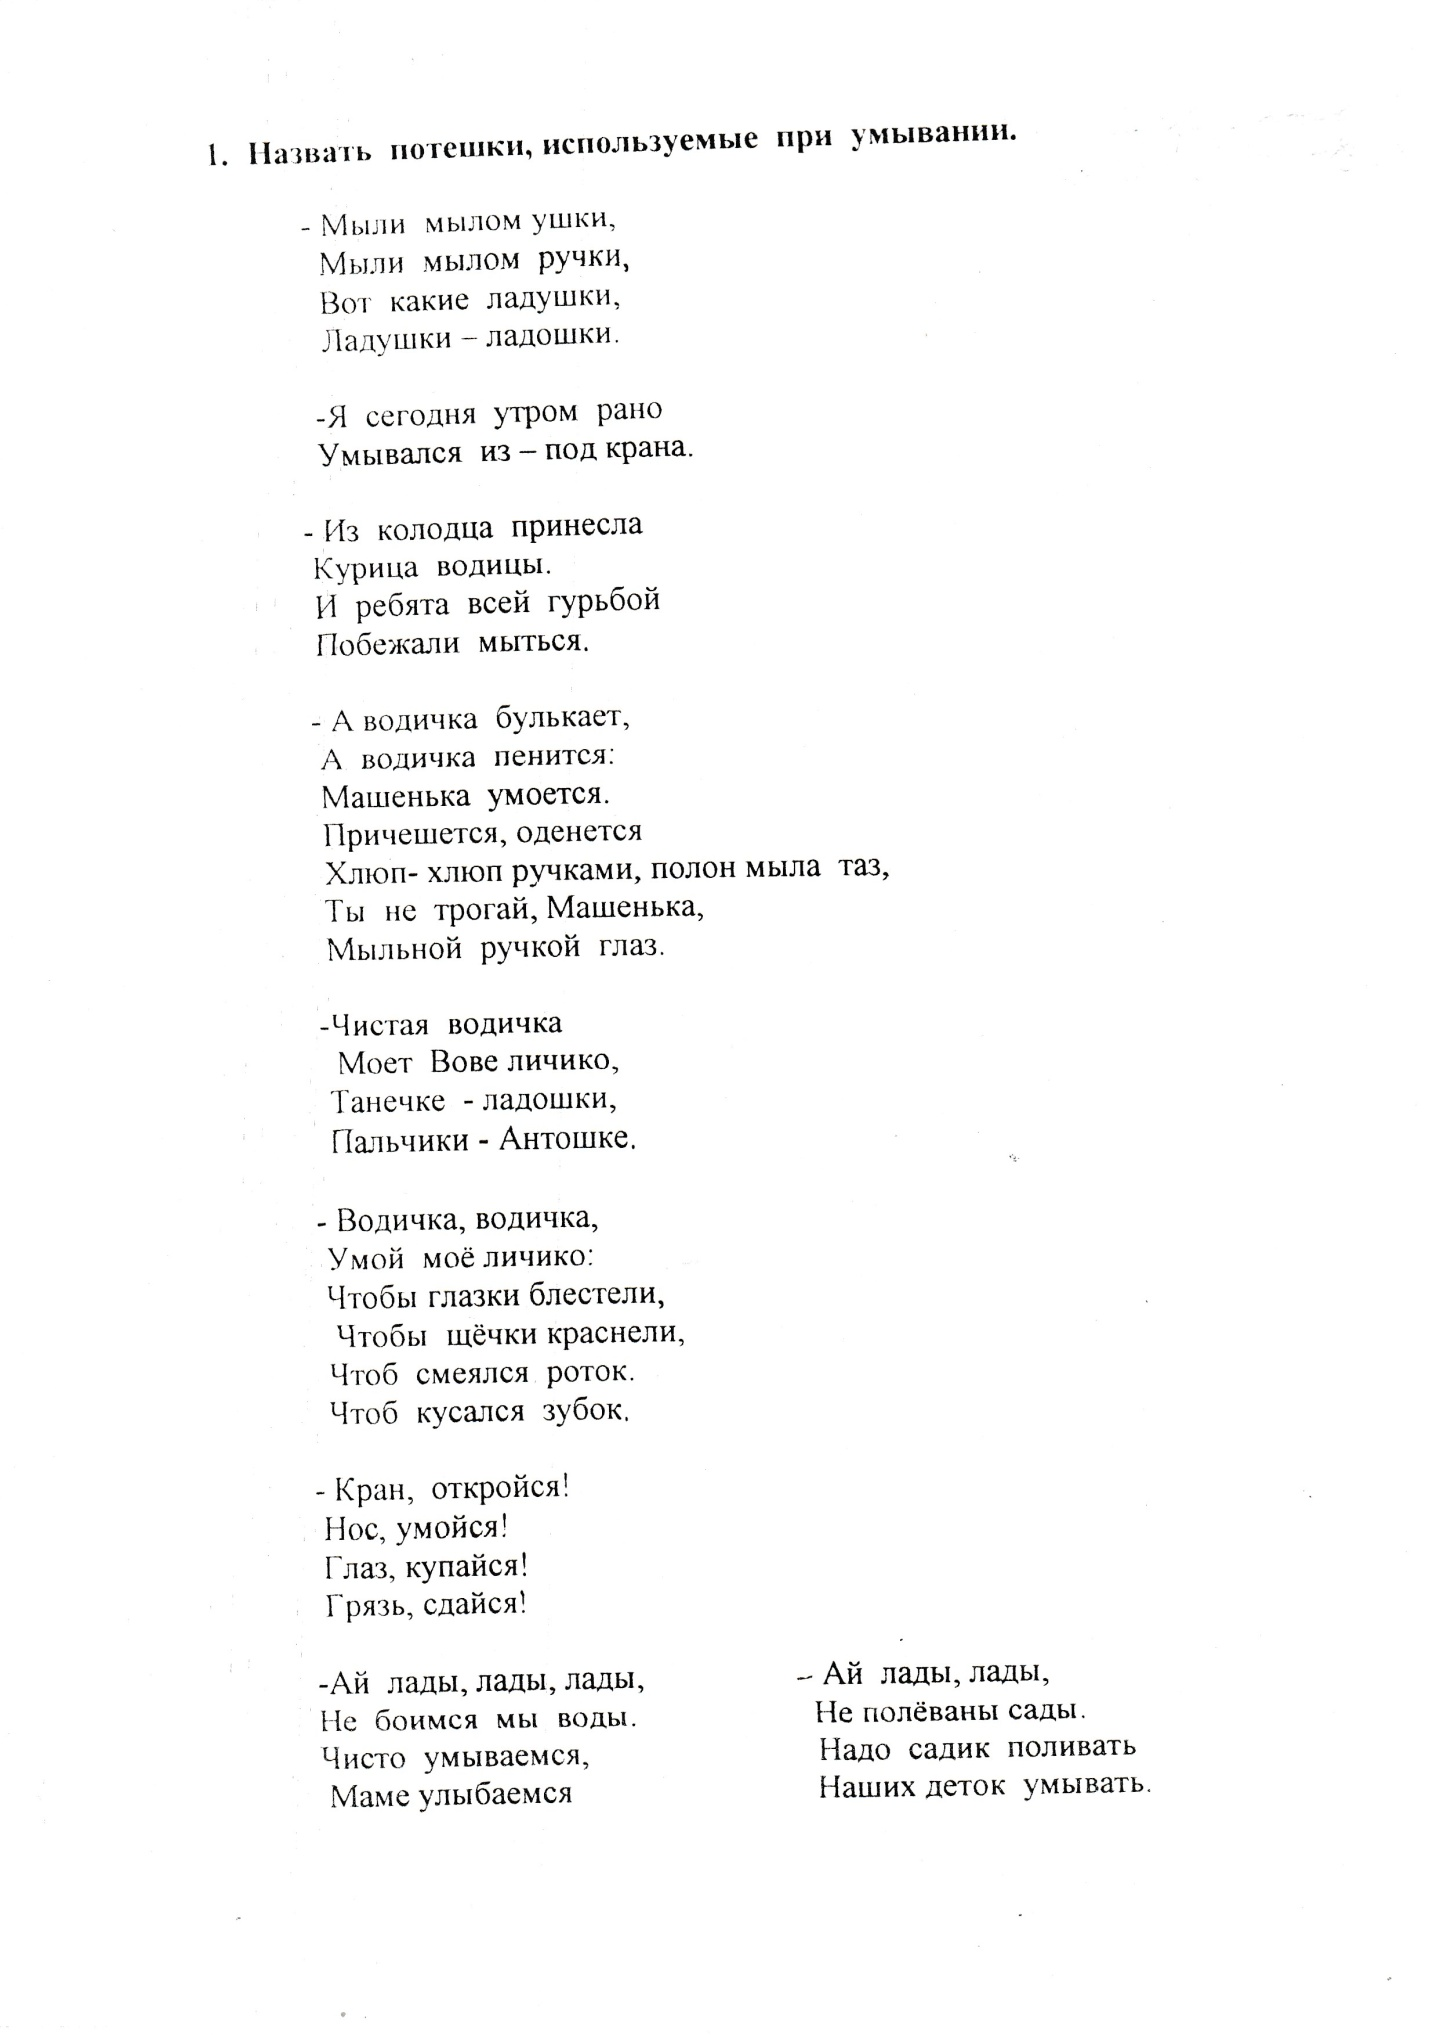 1. Назвать потешки, используемые при умывании.
- Мыли мылом ушки,
Мыли мылом ручки,
Вот какие ладушки,
Ладушки – ладошки.
-Я сегодня утром рано
Умывался из – под крана.
- Из колодца принесла
Курица водицы.
И ребята всей гурьбой
Побежали мыться.
- А водичка булькает,
А водичка пенится:
Машенька умоется.
Причешется, оденется
Хлюп- хлюп ручками, полон мыла таз,
Ты не трогай, Машенька,
Мыльной ручкой глаз.
-Чистая водичка
Моет Вове личико,
Танечке - ладошки,
Пальчики - Антошке.
- Водичка, водичка,
Умой моё личико:
Чтобы глазки блестели,
Чтобы щёчки краснели,
Чтоб смеялся роток.
Чтоб кусался зубок.
- Кран, откройся!
Нос, умойся!
Глаз, купайся!
Грязь, сдайся!
-Ай лады, лады, лады,
Не боимся мы воды.
Чисто умываемся,
Маме улыбаемся
– Ай лады, лады,
Не полёваны сады.
Надо садик поливать
Наших деток умывать.